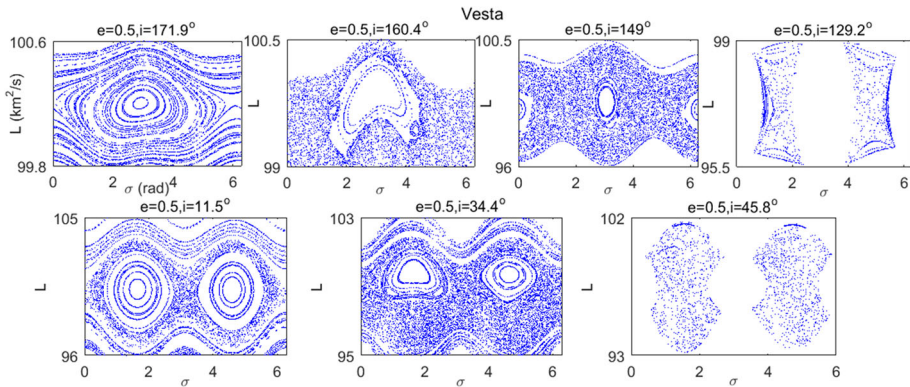 Vesta
e=0.5,i=171.9°
e=0.5,i=160.4°
e=0.5,i=149°
e=0.5,i=129.2°
100.6
L (km²/s)
99.8
0 2 4 6
σ (rad)
100.5
L
99
0 2 4 6
σ
100.5
L
96
0 2 4 6
σ
99
L
95.5
0 2 4 6
σ
e=0.5,i=11.5°
e=0.5,i=34.4°
e=0.5,i=45.8°
105
L
96
0 2 4 6
σ
103
L
95
0 2 4 6
σ
102
L
93
0 2 4 6
σ